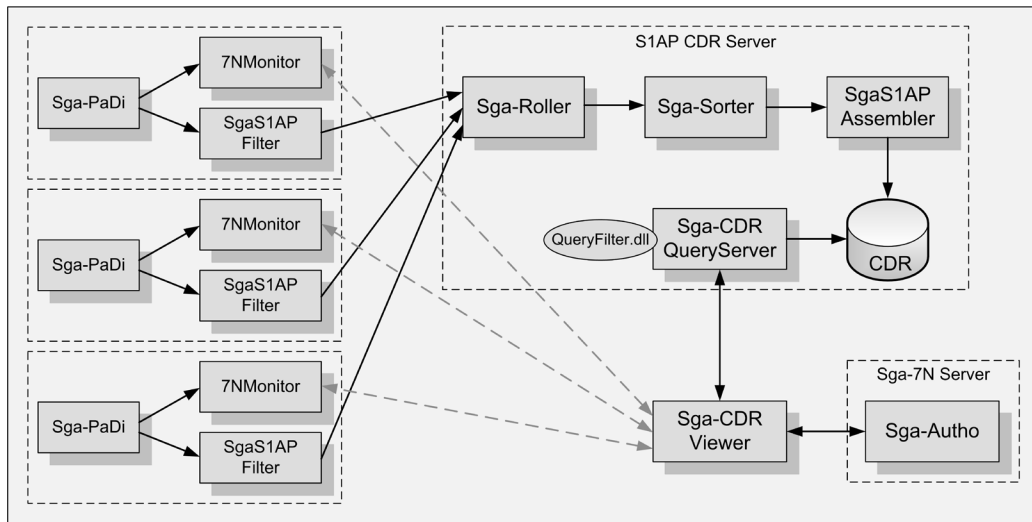 S1AP CDR Server
7NMonitor
Sga-PaDi
SgaS1AP
Filter
Sga-Roller
Sga-Sorter
SgaS1AP
Assembler
7NMonitor
Sga-PaDi
SgaS1AP
Filter
QueryFilter.dll
Sga-CDR
QueryServer
CDR
7NMonitor
Sga-PaDi
SgaS1AP
Filter
Sga-CDR
Viewer
Sga-7N Server
Sga-Autho